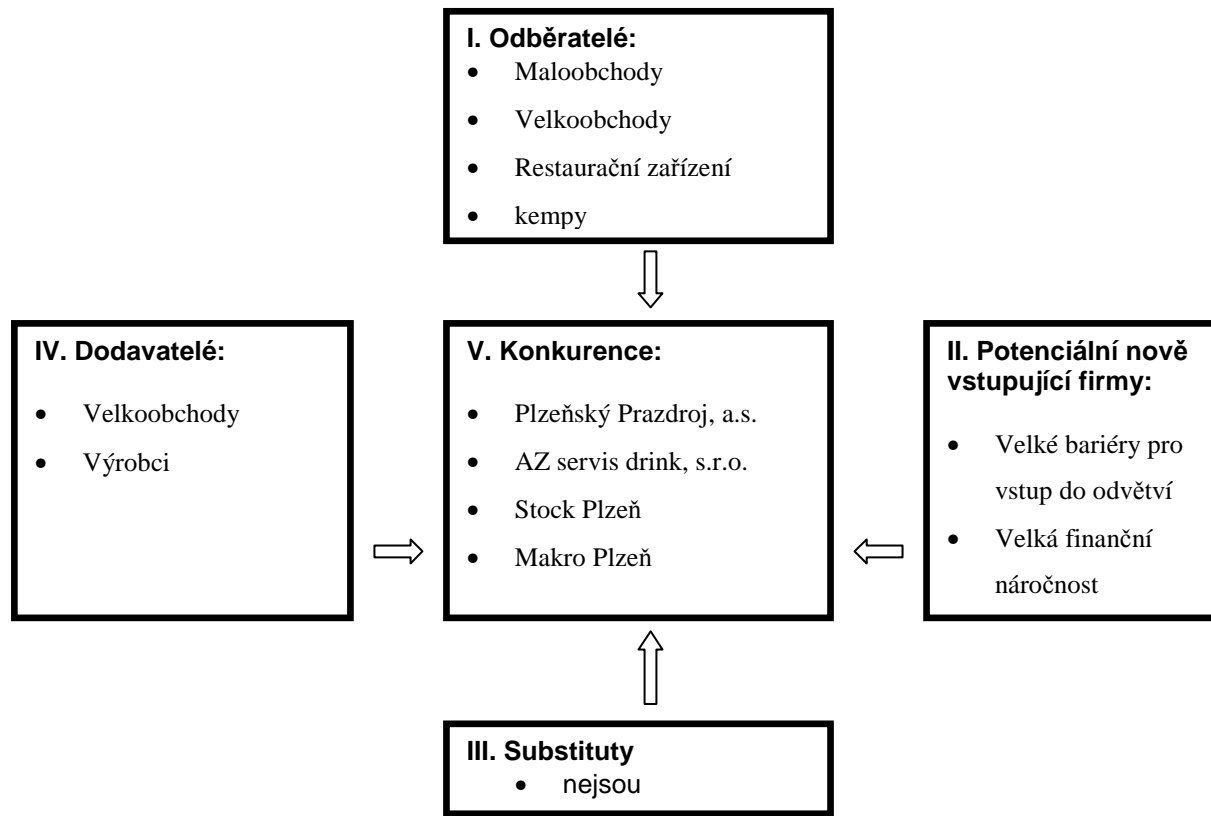 I. Odběratelé:
• Maloobchody
• Velkoobchody
• Restaurační zařízení
• kempy
IV. Dodavatelé:
• Velkoobchody
• Výrobci
V. Konkurence:
• Plzeňský Prazdroj, a.s.
• AZ servis drink, s.r.o.
• Stock Plzeň
• Makro Plzeň
II. Potenciální nově
vstupující firmy:
• Velké bariéry pro
vstup do odvětví
• Velká finanční
náročnost
III. Substituty
• nejsou